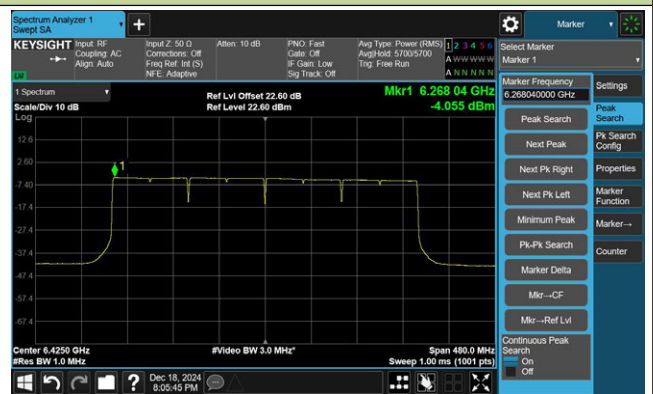 Spectrum Analyzer 1
Swept SA
Marker
KEYSIGHT
Input: RF
Coupling: AC
Align: Auto
Input Z: 50 Ω
Corrections: Off
Freq Ref: Int (S)
NFE: Adaptive
Atten: 10 dB
PNO: Fast
Gate: Off
IF Gain: Low
Sig Track: Off
Avg Type: Power (RMS)
Avg|Hold: 5700/5700
Trig: Free Run
1 2 3 4 5 6
A W W W W W
A N N N N N
Select Marker
Marker 1
LXI
1 Spectrum
Scale/Div 10 dB
Log
Ref Lvl Offset 22.60 dB
Ref Level 22.60 dBm
Mkr1 6.268 04 GHz
-4.055 dBm
12.6
2.60
-7.40
-17.4
-27.4
-37.4
-47.4
-57.4
-67.4
1
Center 6.4250 GHz
#Res BW 1.0 MHz
#Video BW 3.0 MHz*
Span 480.0 MHz
Sweep 1.00 ms (1001 pts)
Marker Frequency
6.268040000 GHz
Peak Search
Next Peak
Next Pk Right
Next Pk Left
Minimum Peak
Pk-Pk Search
Marker Delta
Mkr→CF
Mkr→Ref Lvl
Continuous Peak
Search
On
Off
Settings
Peak
Search
Pk Search
Config
Properties
Marker
Function
Marker→
Counter
?
Dec 18, 2024
8:05:45 PM